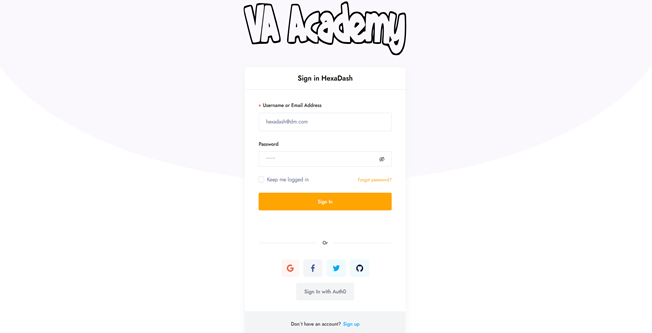 VA Academy
Sign in HexaDash
* Username or Email Address
hexadash@dm.com
Password
Keep me logged in
Forgot password?
Sign In
Or
Sign In with Auth0
Don't have an account? Sign up